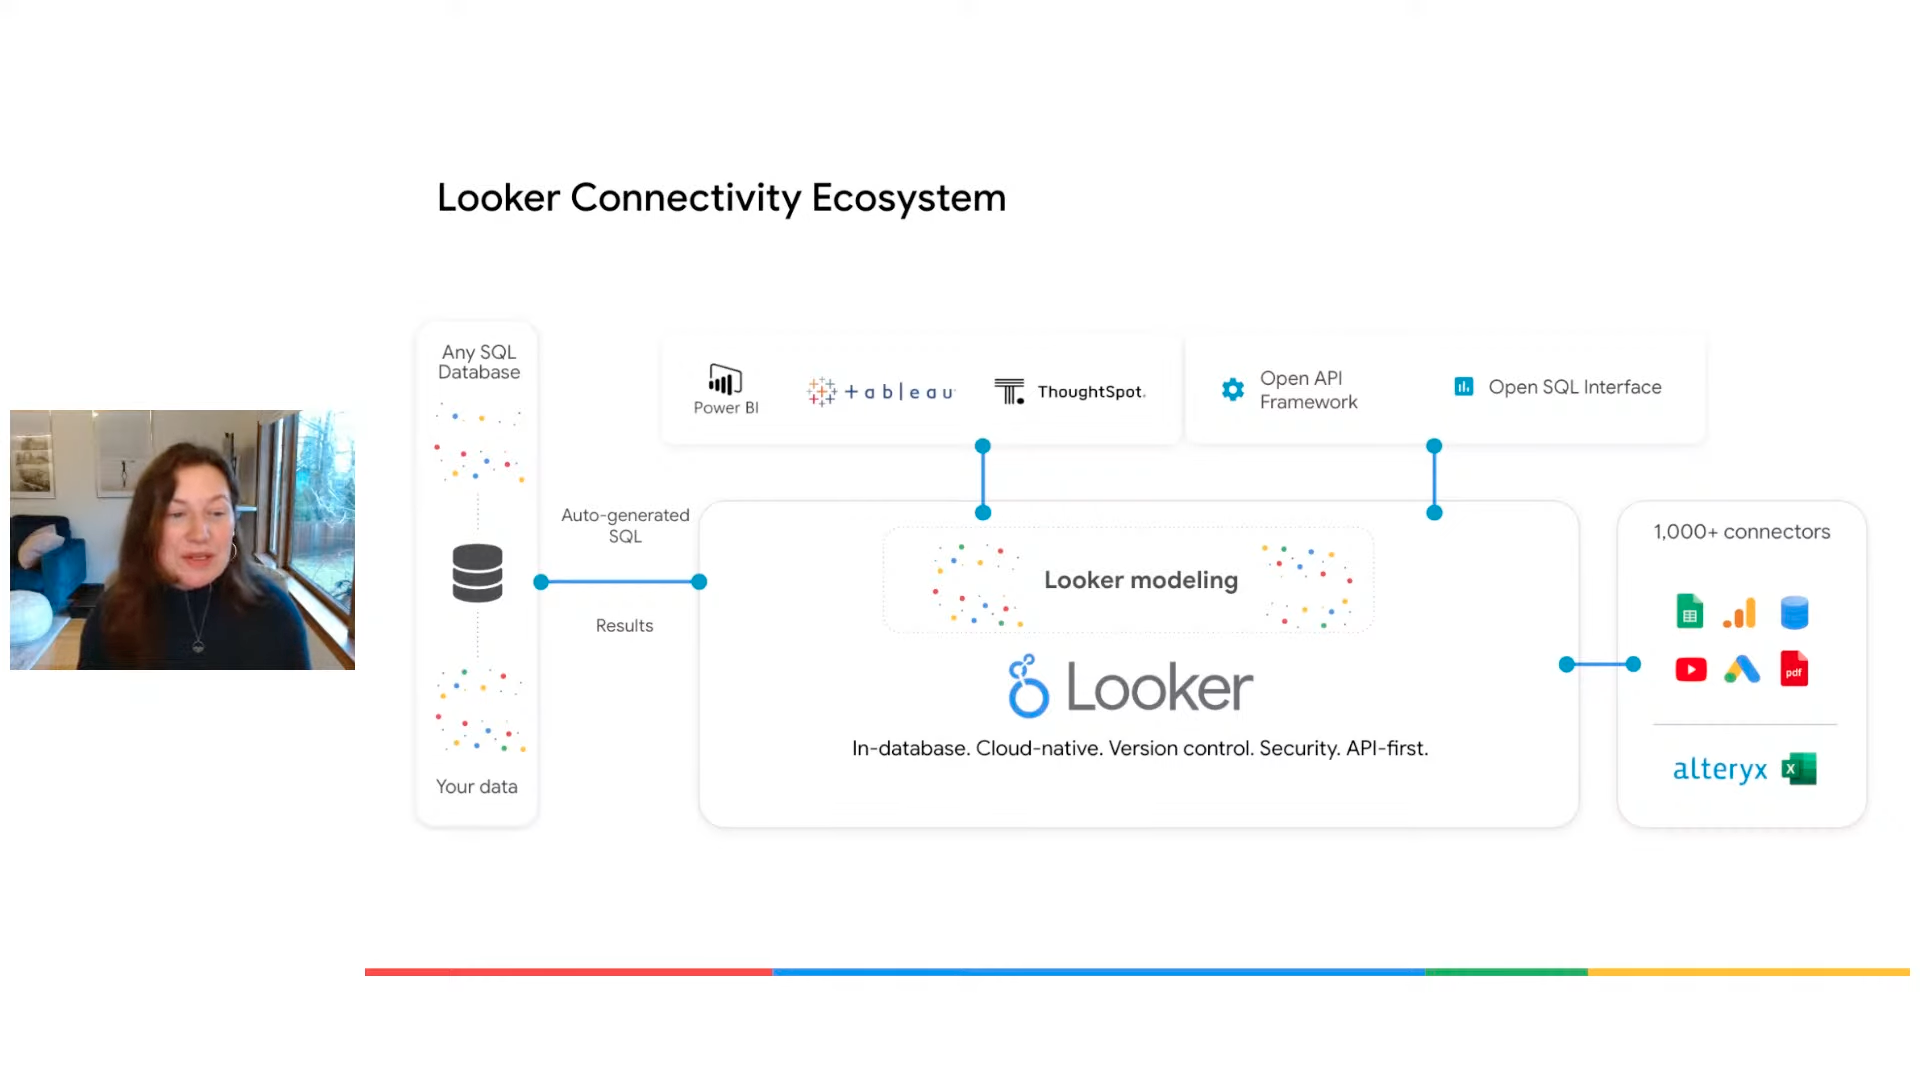 Looker Connectivity Ecosystem
Any SQL
Database
Your data
Auto-generated
SQL
Results
Power BI
+ a b | e a u
ThoughtSpot.
Open API
Framework
Open SQL Interface
Looker modeling
Looker
In-database. Cloud-native. Version control. Security. API-first.
1,000+ connectors
pdf
alteryx
X